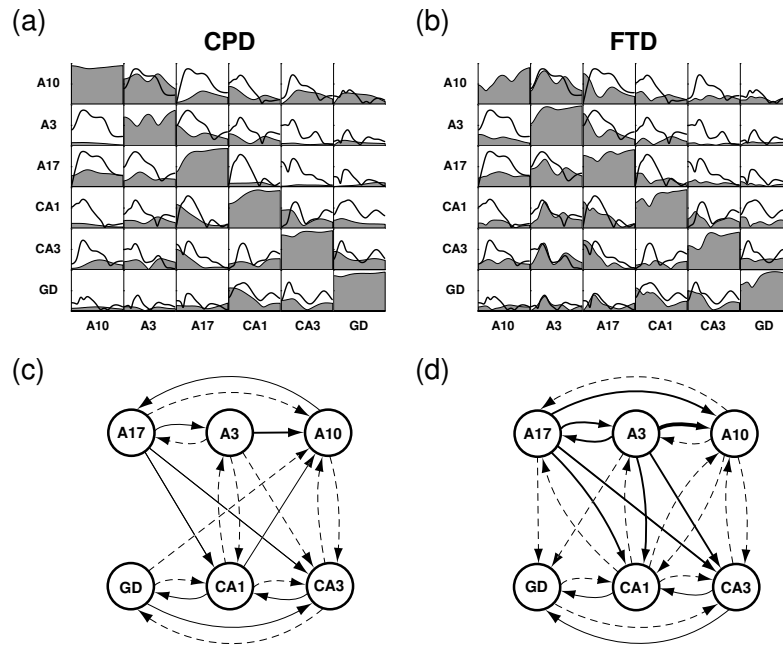 (a) (b)
CPD FTD
A10 A10
A3 A3
A17 A17
CA1 CA1
CA3 CA3
GD GD
A10 A3 A17 CA1 CA3 GD A10 A3 A17 CA1 CA3 GD
(c) (d)
A17 A3 A10 A17 A3 A10
GD CA1 CA3 GD CA1 CA3